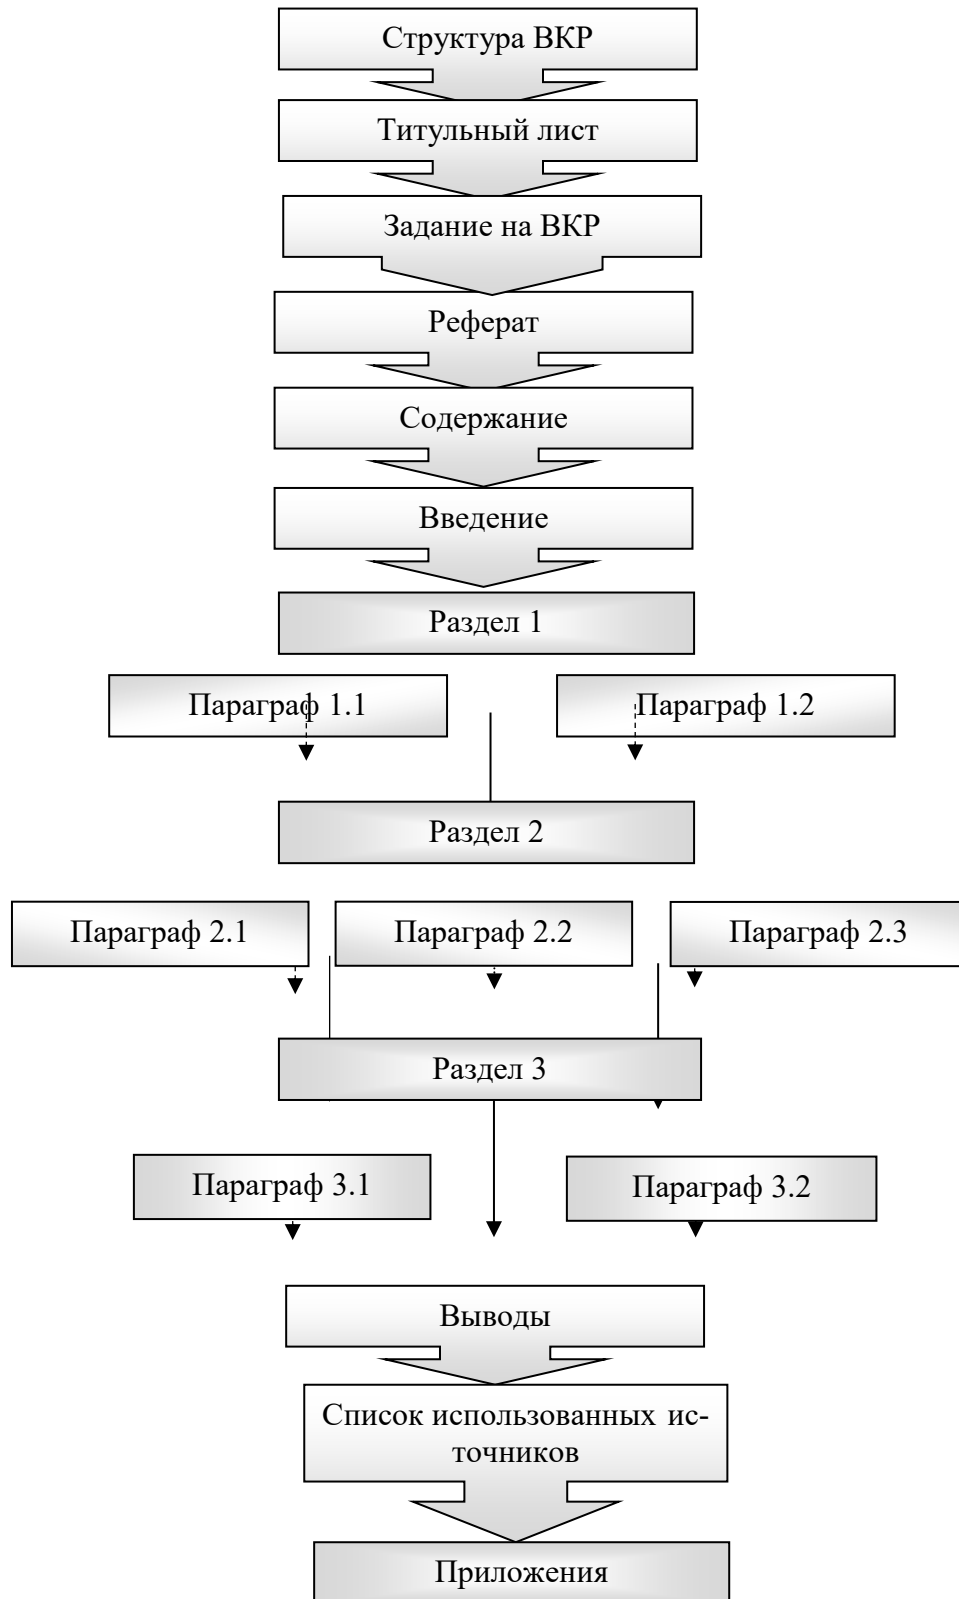 Структура ВКР
Титульный лист
Задание на ВКР
Реферат
Содержание
Введение
Раздел 1
Параграф 1.1
Параграф 1.2
Раздел 2
Параграф 2.1
Параграф 2.2
Параграф 2.3
Раздел 3
Параграф 3.1
Параграф 3.2
Выводы
Список использованных ис-
точников
Приложения